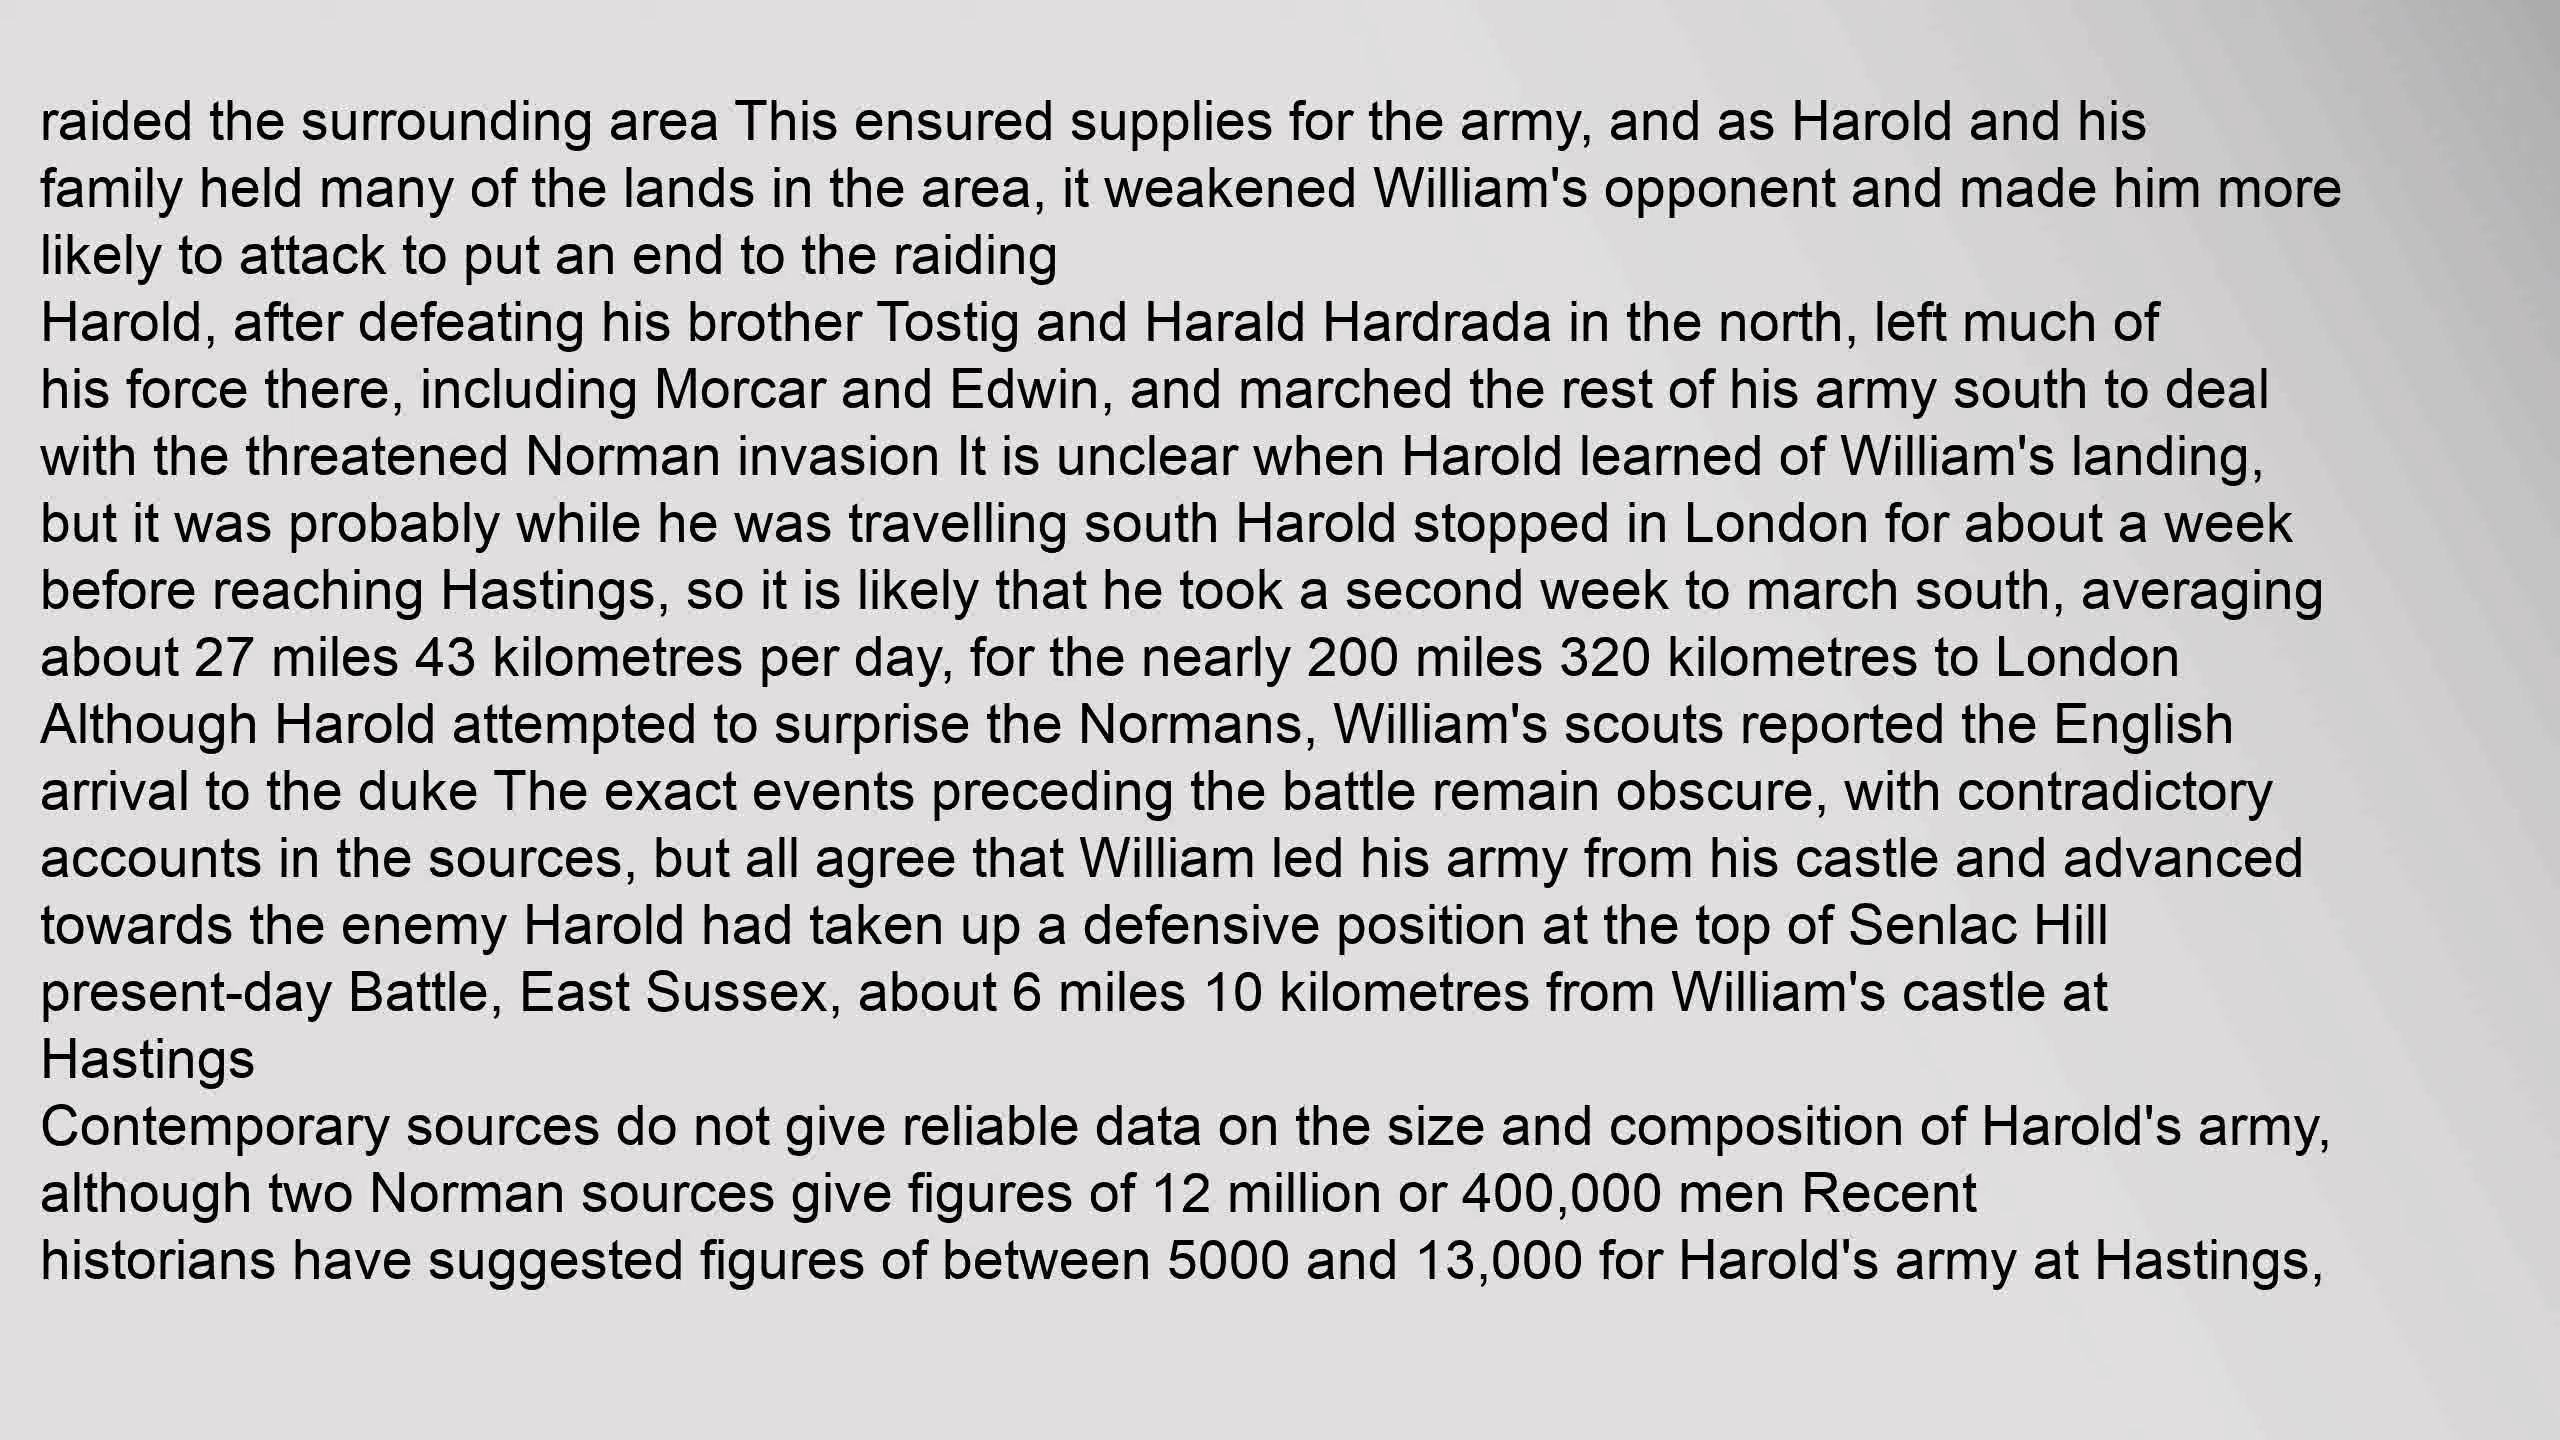 raided the surrounding area This ensured supplies for the army, and as Harold and his
family held many of the lands in the area, it weakened William's opponent and made him more
likely to attack to put an end to the raiding
Harold, after defeating his brother Tostig and Harald Hardrada in the north, left much of
his force there, including Morcar and Edwin, and marched the rest of his army south to deal
with the threatened Norman invasion It is unclear when Harold learned of William's landing,
but it was probably while he was travelling south Harold stopped in London for about a week
before reaching Hastings, so it is likely that he took a second week to march south, averaging
about 27 miles 43 kilometres per day, for the nearly 200 miles 320 kilometres to London
Although Harold attempted to surprise the Normans, William's scouts reported the English
arrival to the duke The exact events preceding the battle remain obscure, with contradictory
accounts in the sources, but all agree that William led his army from his castle and advanced
towards the enemy Harold had taken up a defensive position at the top of Senlac Hill
present-day Battle, East Sussex, about 6 miles 10 kilometres from William's castle at
Hastings
Contemporary sources do not give reliable data on the size and composition of Harold's army,
although two Norman sources give figures of 12 million or 400,000 men Recent
historians have suggested figures of between 5000 and 13,000 for Harold's army at Hastings,